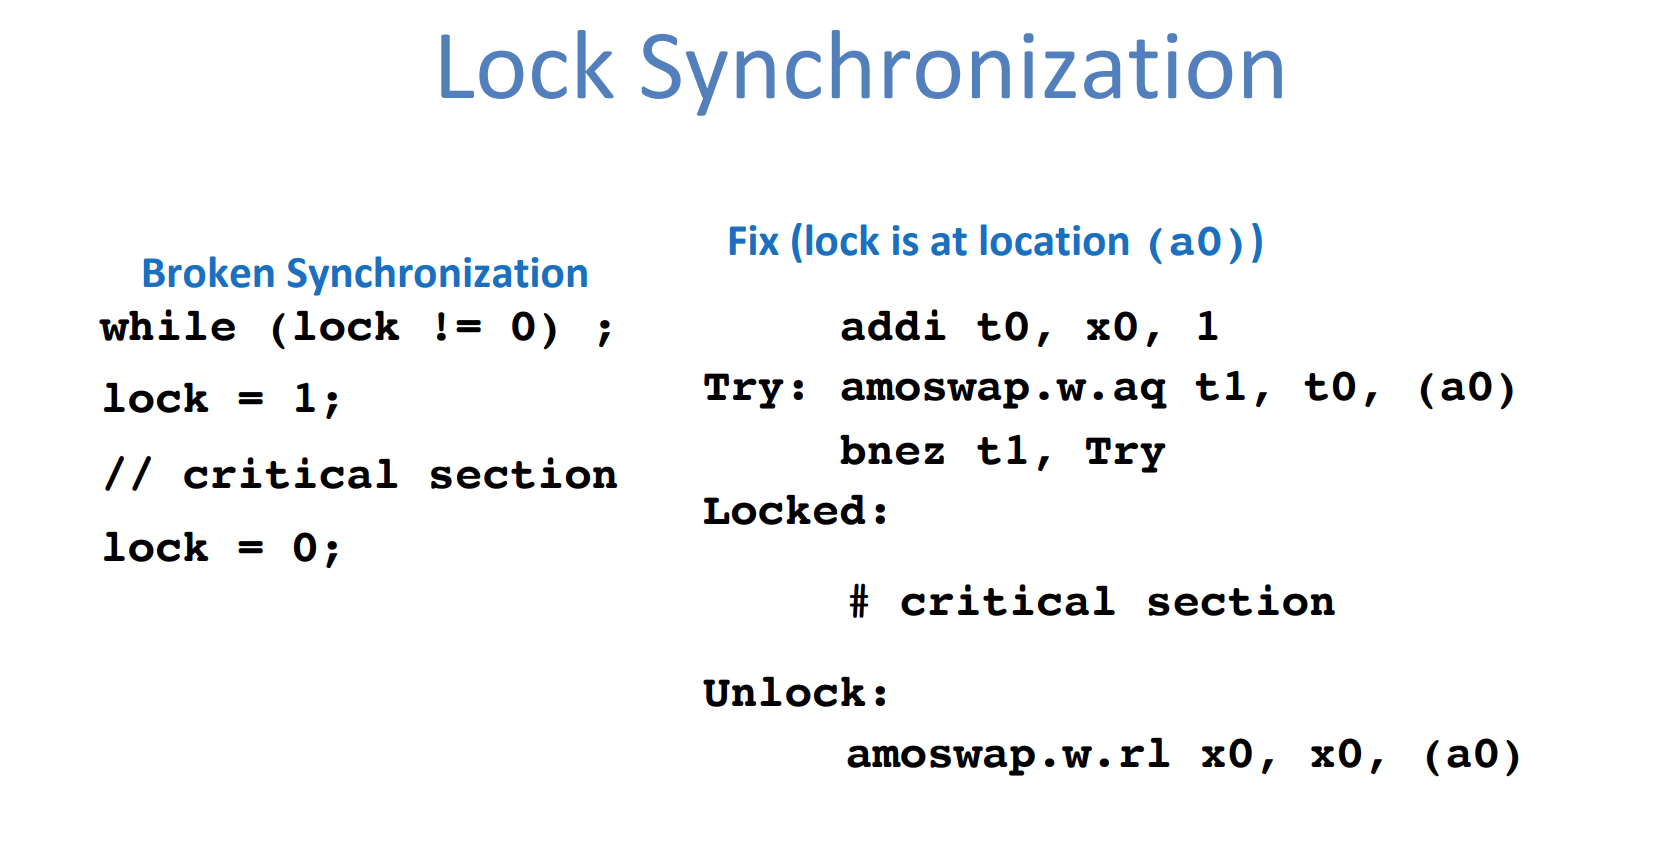 Lock Synchronization
Broken Synchronization
while (lock != 0) ;
lock = 1;
// critical section
lock = 0;
Fix (lock is at location (a0))
addi t0, x0, 1
Try: amoswap.w.aq t1, t0, (a0)
bnez t1, Try
Locked:
# critical section
Unlock:
amoswap.w.rl x0, x0, (a0)